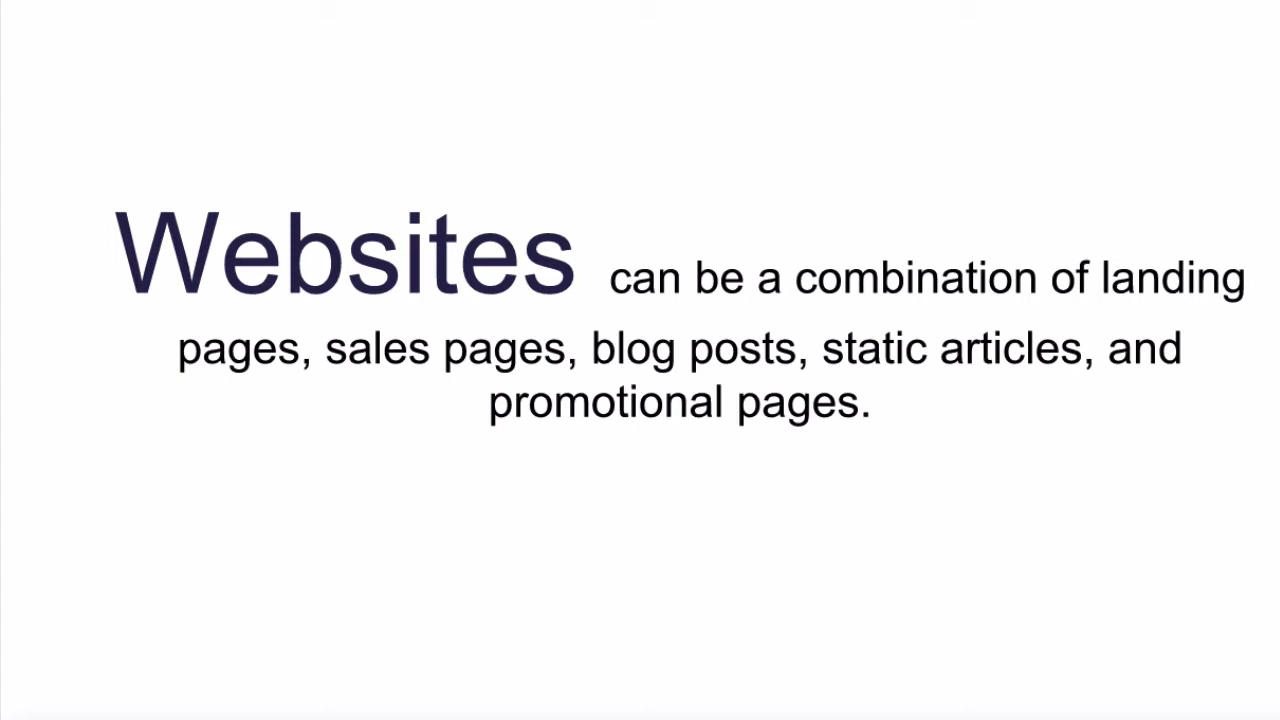 Websites can be a combination of landing
pages, sales pages, blog posts, static articles, and
promotional pages.